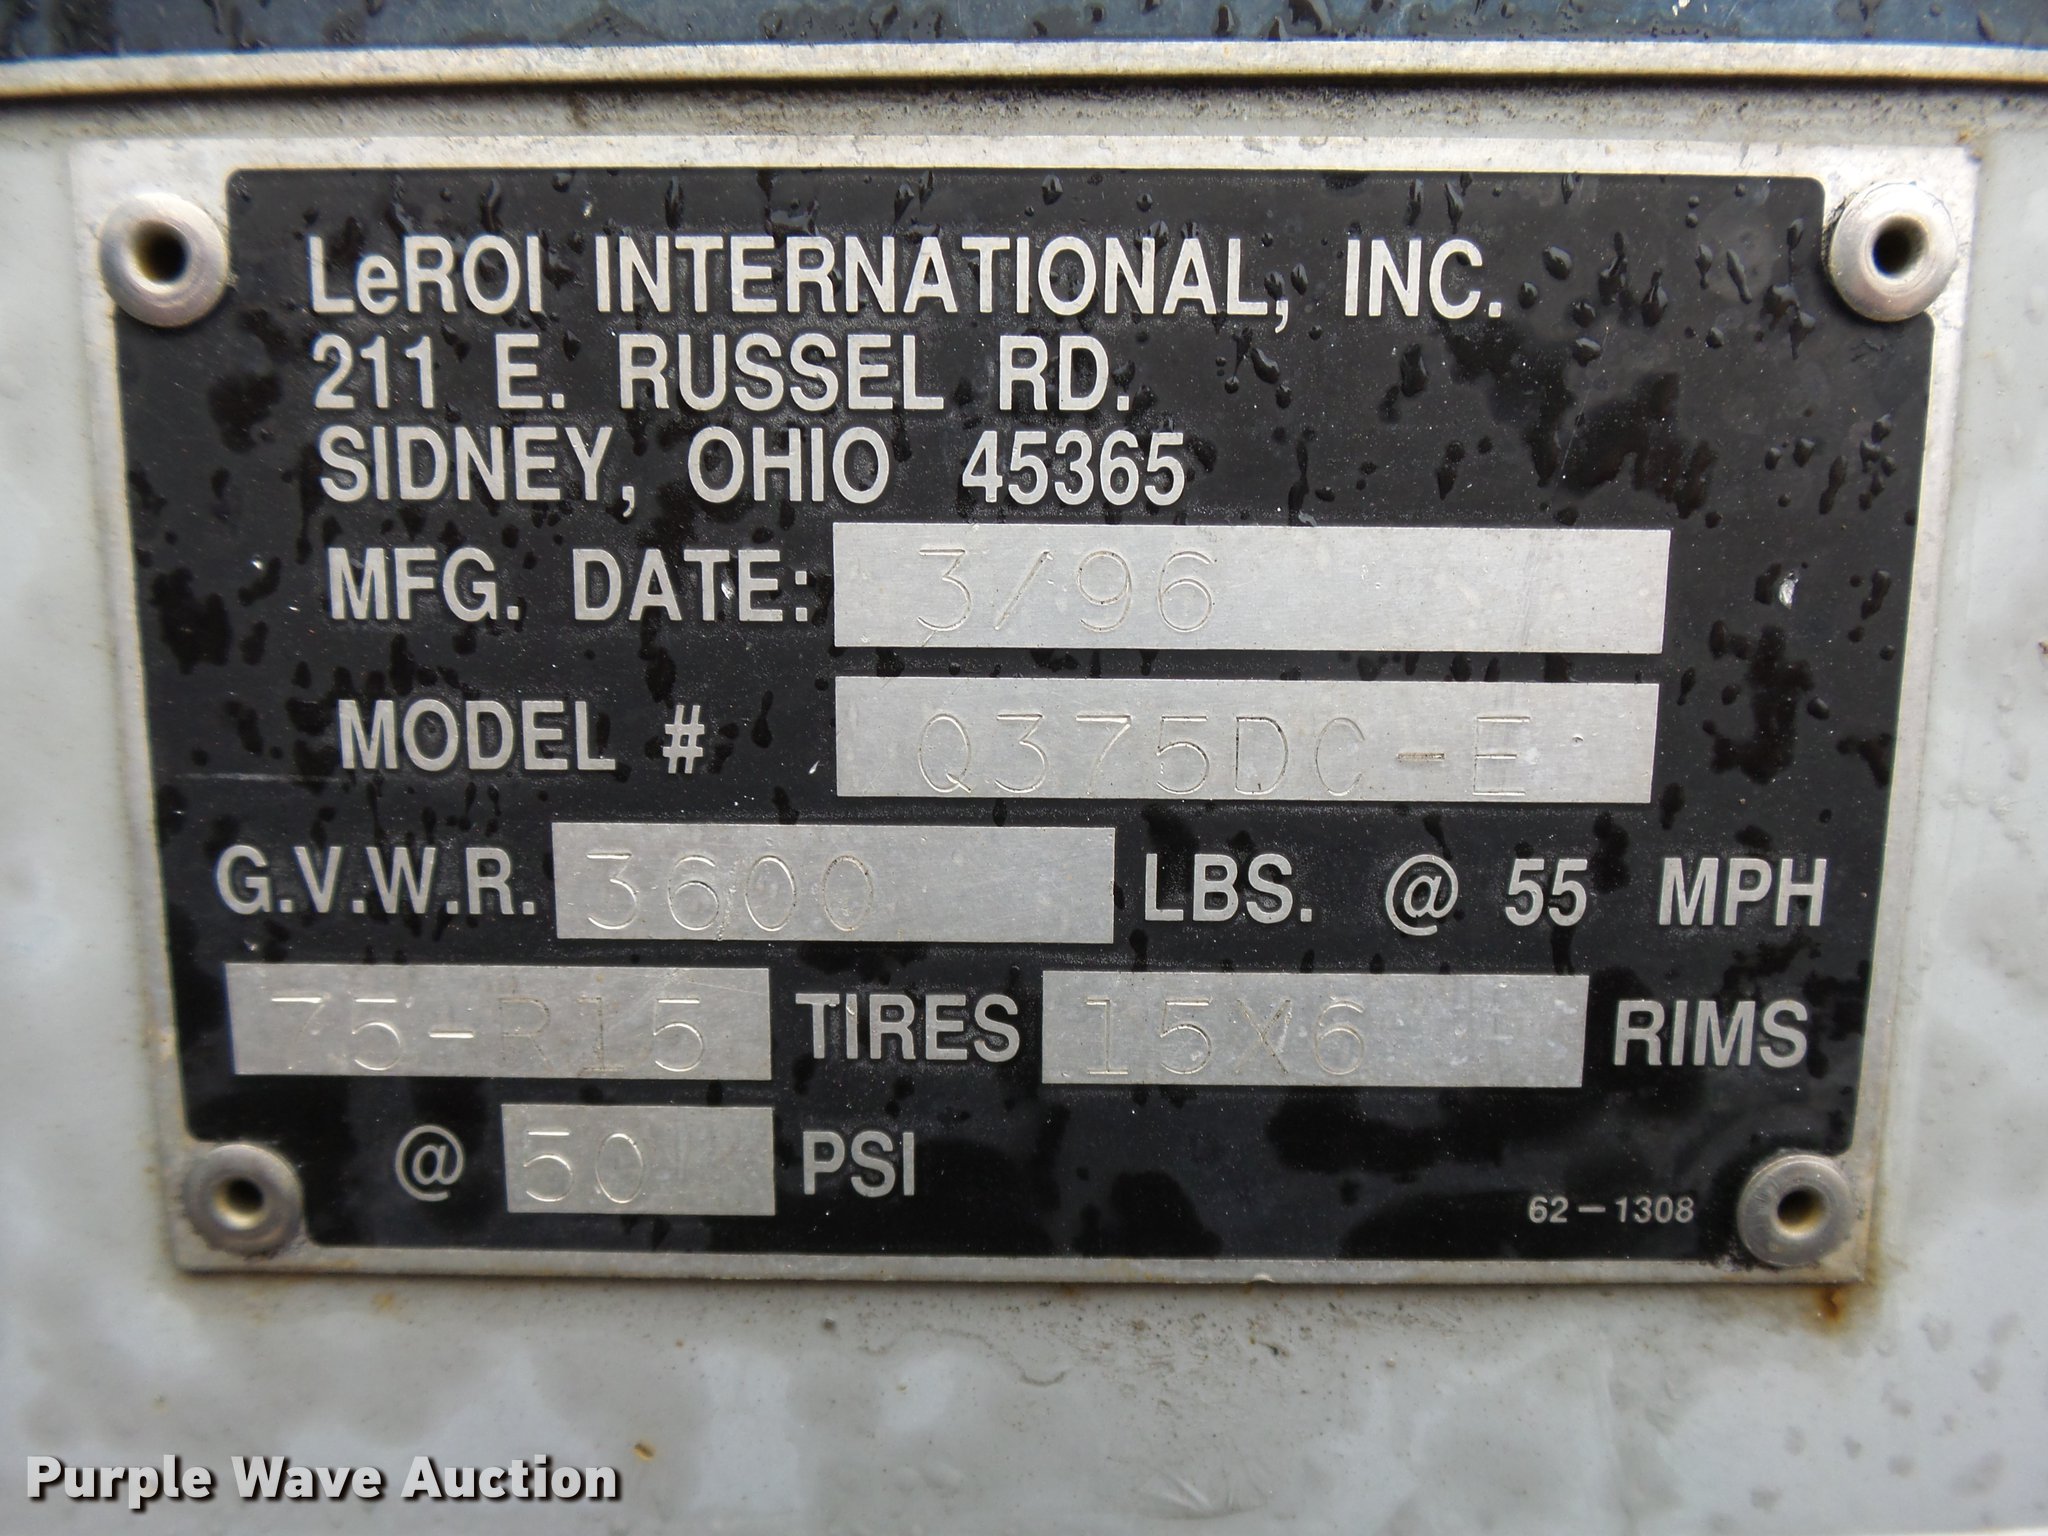 LeROI INTERNATIONAL, INC.
211 E. RUSSEL RD.
SIDNEY, OHIO 45365
MFG. DATE: 3/96
MODEL # Q375DC-E
G.V.W.R. 3600 LBS. @ 55 MPH
75-R15 TIRES 15X6 RIMS
@ 50 PSI
62-1308
Purple Wave Auction